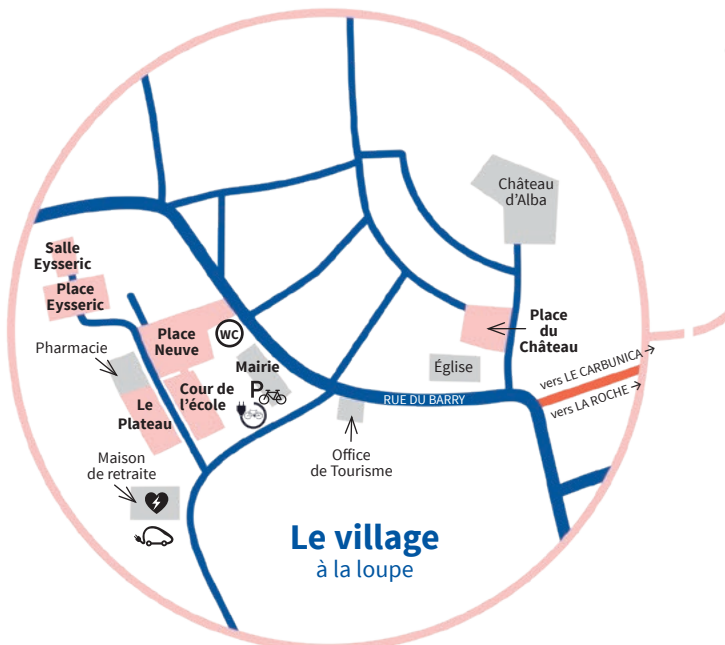 Château
d'Alba
Salle
Eysseric
Place
Eysseric
Place
Neuve
WC
Place
du
Château
Pharmacie
Mairie
P
Église
vers LE CARBUNICA →
vers LA ROCHE →
Le
Plateau
Cour de
l'école
RUE DU BARRY
Maison
de retraite
Office
de Tourisme
Le village
à la loupe